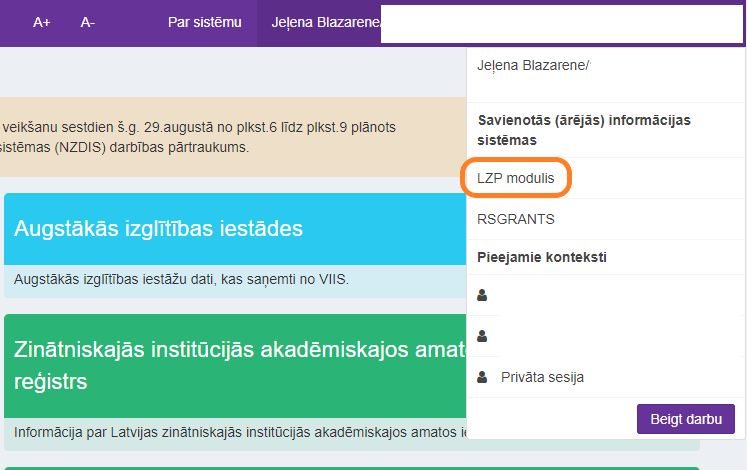 A+ A- Par sistēmu Jeļena Blazarene/
Jeļena Blazarene/
Savienotās (ārējās) informācijas
sistēmas
LZP modulis
RSGRANTS
Pieejamie konteksti
Privāta sesija
Beigt darbu
veikšanu sestdien š.g. 29.augustā no plkst.6 līdz plkst.9 plānots
sistēmas (NZDIS) darbības pārtraukums.
Augstākās izglītības iestādes
Augstākās izglītības iestāžu dati, kas saņemti no VIIS.
Zinātniskajās institūcijās akadēmiskajos amatos
reģistrs
Informācija par Latvijas zinātniskajās institūcijās akadēmiskajos amatos